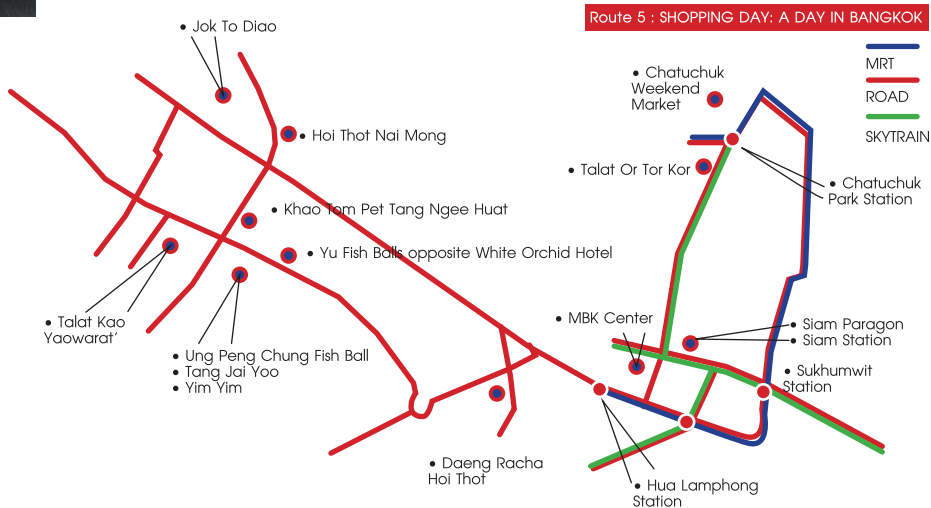 Route 5 : SHOPPING DAY: A DAY IN BANGKOK
• Jok To Diao
MRT
ROAD
SKYTRAIN
• Chatuchuk
Weekend
Market
• Hoi Thot Nai Mong
• Talat Or Tor Kor
• Chatuchuk
Park Station
• Khao Tom Pet Tang Ngee Huat
• Yu Fish Balls opposite White Orchid Hotel
• Talat Kao
Yaowarat'
• MBK Center
• Siam Paragon
• Siam Station
• Ung Peng Chung Fish Ball
• Tang Jai Yoo
• Yim Yim
• Sukhumwit
Station
• Daeng Racha
Hoi Thot
• Hua Lamphong
Station